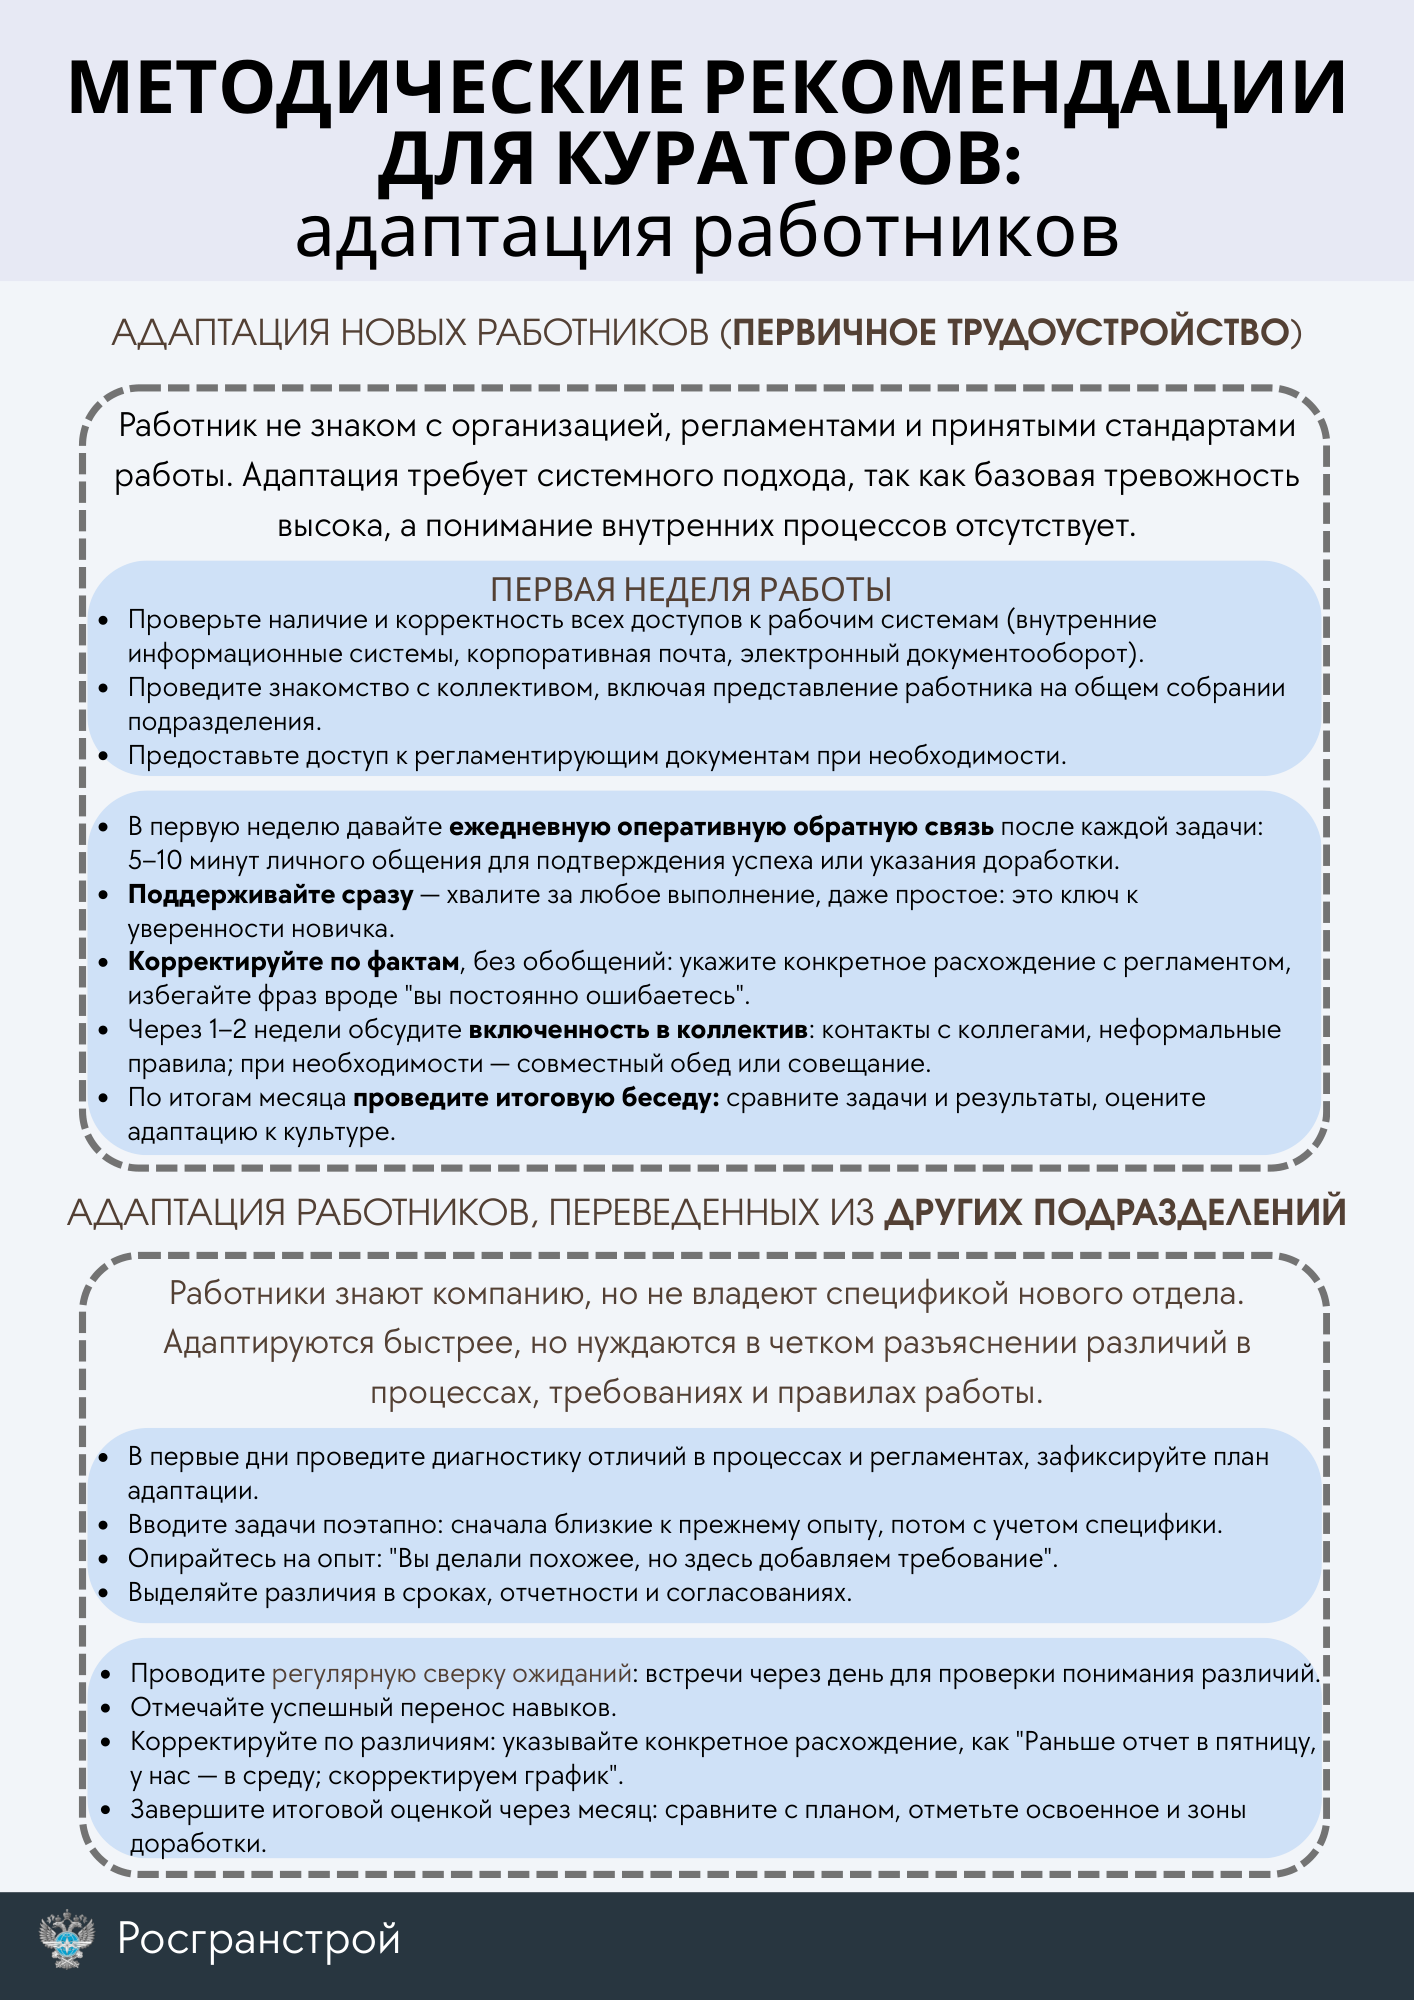 МЕТОДИЧЕСКИЕ РЕКОМЕНДАЦИИ
ДЛЯ КУРАТОРОВ:
адаптация работников
АДАПТАЦИЯ НОВЫХ РАБОТНИКОВ (ПЕРВИЧНОЕ ТРУДОУСТРОЙСТВО)
Работник не знаком с организацией, регламентами и принятыми стандартами
работы. Адаптация требует системного подхода, так как базовая тревожность
высока, а понимание внутренних процессов отсутствует.
ПЕРВАЯ НЕДЕЛЯ РАБОТЫ
• Проверьте наличие и корректность всех доступов к рабочим системам (внутренние
информационные системы, корпоративная почта, электронный документооборот).
• Проведите знакомство с коллективом, включая представление работника на общем собрании
подразделения.
• Предоставьте доступ к регламентирующим документам при необходимости.
• В первую неделю давайте ежедневную оперативную обратную связь после каждой задачи:
5–10 минут личного общения для подтверждения успеха или указания доработки.
• Поддерживайте сразу — хвалите за любое выполнение, даже простое: это ключ к
уверенности новичка.
• Корректируйте по фактам, без обобщений: укажите конкретное расхождение с регламентом,
избегайте фраз вроде "вы постоянно ошибаетесь".
• Через 1–2 недели обсудите включенность в коллектив: контакты с коллегами, неформальные
правила; при необходимости — совместный обед или совещание.
• По итогам месяца проведите итоговую беседу: сравните задачи и результаты, оцените
адаптацию к культуре.
АДАПТАЦИЯ РАБОТНИКОВ, ПЕРЕВЕДЕННЫХ ИЗ ДРУГИХ ПОДРАЗДЕЛЕНИЙ
Работники знают компанию, но не владеют спецификой нового отдела.
Адаптируются быстрее, но нуждаются в четком разъяснении различий в
процессах, требованиях и правилах работы.
• В первые дни проведите диагностику отличий в процессах и регламентах, зафиксируйте план
адаптации.
• Вводите задачи поэтапно: сначала близкие к прежнему опыту, потом с учетом специфики.
• Опирайтесь на опыт: "Вы делали похожее, но здесь добавляем требование".
• Выделяйте различия в сроках, отчетности и согласованиях.
• Проводите регулярную сверку ожиданий: встречи через день для проверки понимания различий.
• Отмечайте успешный перенос навыков.
• Корректируйте по различиям: указывайте конкретное расхождение, как "Раньше отчет в пятницу,
у нас — в среду; скорректируем график".
• Завершите итоговой оценкой через месяц: сравните с планом, отметьте освоенное и зоны
доработки.
Росгранстрой